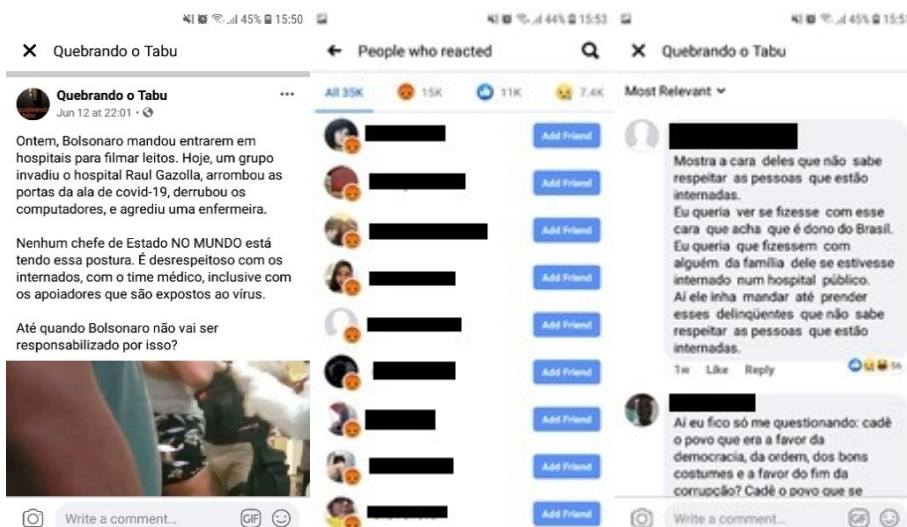 45% 15:50
Quebrando o Tabu
Quebrando o Tabu
Jun 12 at 22:01
Ontem, Bolsonaro mandou entrarem em
hospitais para filmar leitos. Hoje, um grupo
invadiu o hospital Raul Gazolla, arrombou as
portas da ala de covid-19, derrubou os
computadores, e agrediu uma enfermeira.
Nenhum chefe de Estado NO MUNDO está
tendo essa postura. É desrespeitoso com os
internados, com o time médico, inclusive com
os apoiadores que são expostos ao vírus.
Até quando Bolsonaro não vai ser
responsabilizado por isso?
Write a comment...
GIF
44% 15:53
People who reacted
All 35K 15K 11K 7.4K
Add Friend
Add Friend
Add Friend
Add Friend
Add Friend
Add Friend
Add Friend
Add Friend
Add Friend
45%
Quebrando o Tabu
Most Relevant
Mostra a cara deles que não sabe
respeitar as pessoas que estão
internadas.
Eu queria ver se fizesse com esse
cara que acha que é dono do Brasil.
Eu queria que fizessem com
alguém da família dele se estivesse
internado num hospital público.
Aí ele inha mandar até prender
esses delinqüentes que não sabe
respeitar as pessoas que estão
internadas.
1w Like Reply 56
Aí eu fico só me questionando: cadê
o povo que era a favor da
democracia, da ordem, dos bons
costumes e a favor do fim da
corrupção? Cadê o povo que se
Write a comment...
GIF